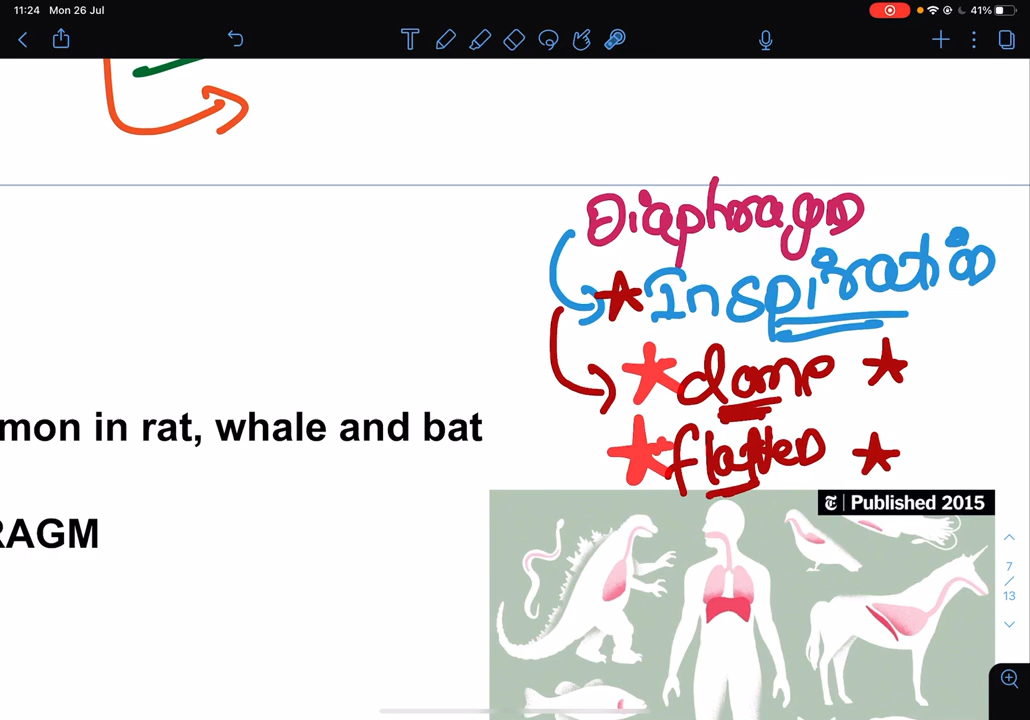 11:24 Mon 26 Jul
41%
Diaphragm
Inspiratio
dome
flatten
mon in rat, whale and bat
RAGM
Published 2015
7
/
13